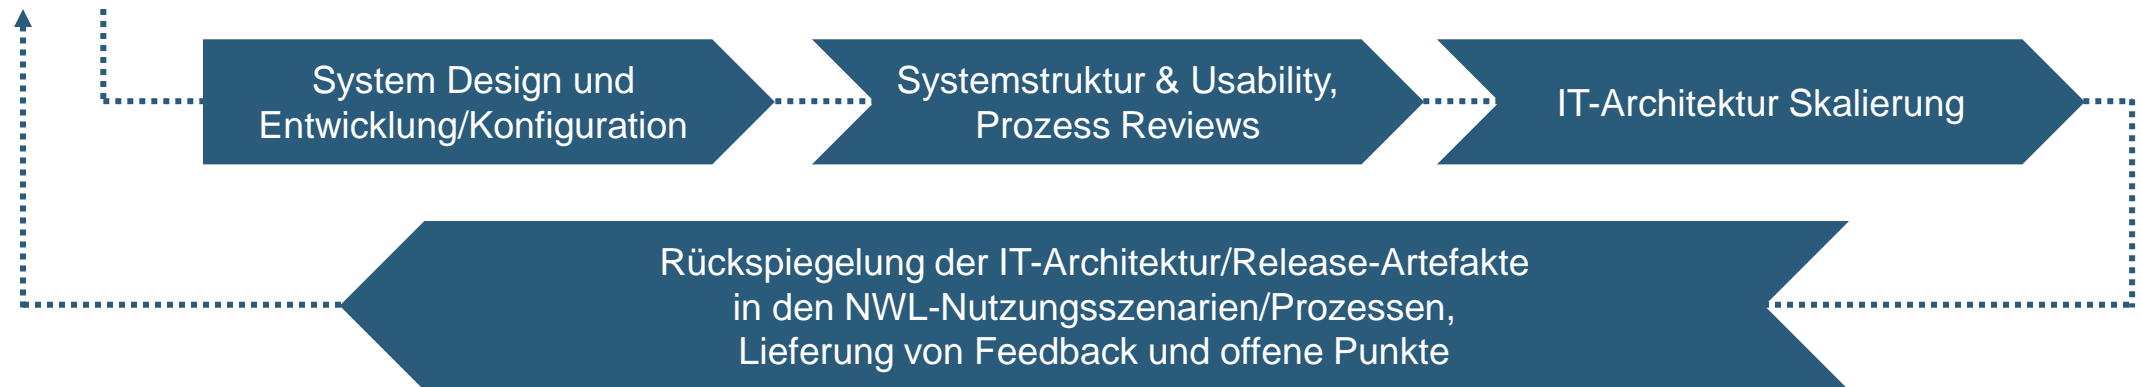 System Design und
Entwicklung/Konfiguration
Systemstruktur & Usability,
Prozess Reviews
IT-Architektur Skalierung
Rückspiegelung der IT-Architektur/Release-Artefakte
in den NWL-Nutzungsszenarien/Prozessen,
Lieferung von Feedback und offene Punkte